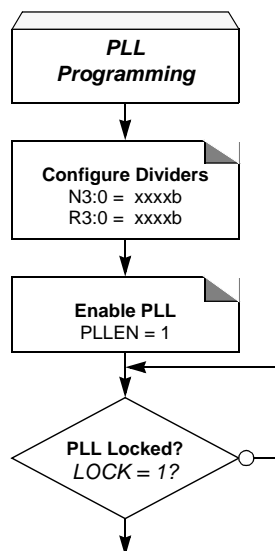 PLL
Programming
Configure Dividers
N3:0 = xxxxb
R3:0 = xxxxb
Enable PLL
PLLEN = 1
PLL Locked?
LOCK = 1?